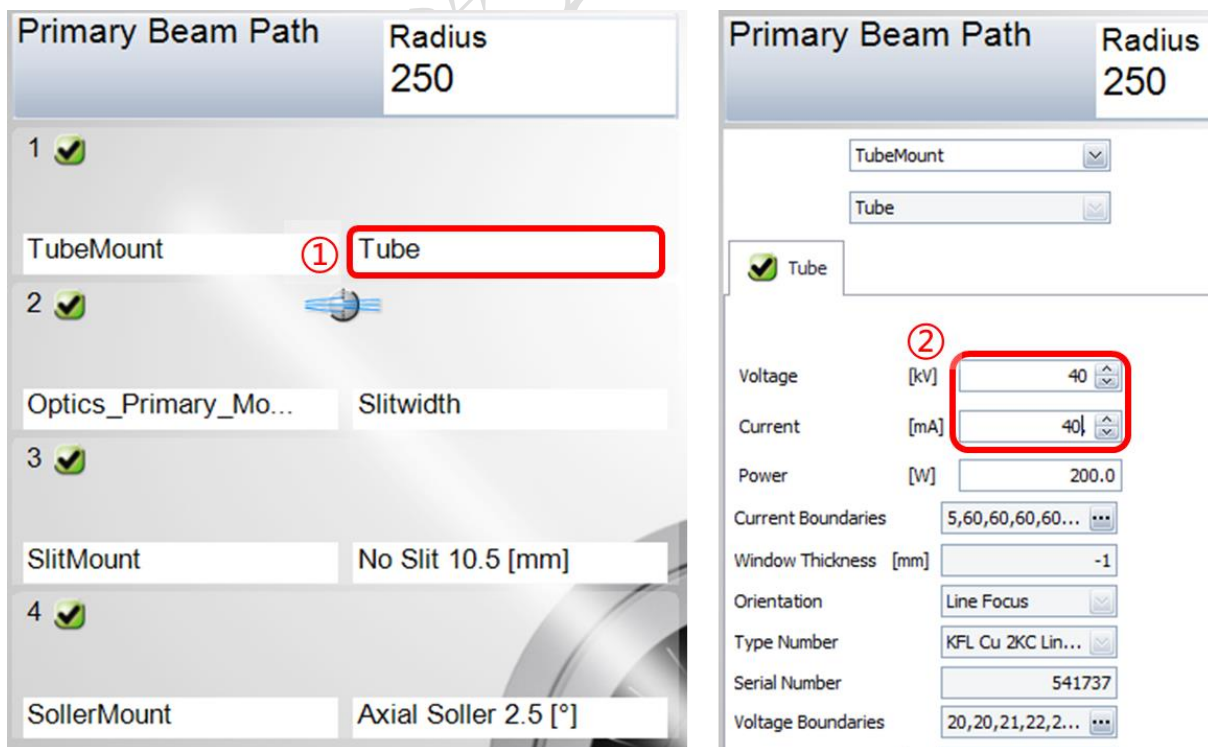 Primary Beam Path
Radius
250
1
TubeMount
① Tube
2
Optics_Primary_Mo...
Slitwidth
3
SlitMount
No Slit 10.5 [mm]
4
SollerMount
Axial Soller 2.5 [°]
Primary Beam Path
Radius
250
TubeMount
Tube
Tube
②
Voltage [kV] 40
Current [mA] 40
Power [W] 200.0
Current Boundaries 5,60,60,60,60... ...
Window Thickness [mm] -1
Orientation Line Focus
Type Number KFL Cu 2KC Lin...
Serial Number 541737
Voltage Boundaries 20,20,21,22,2... ...